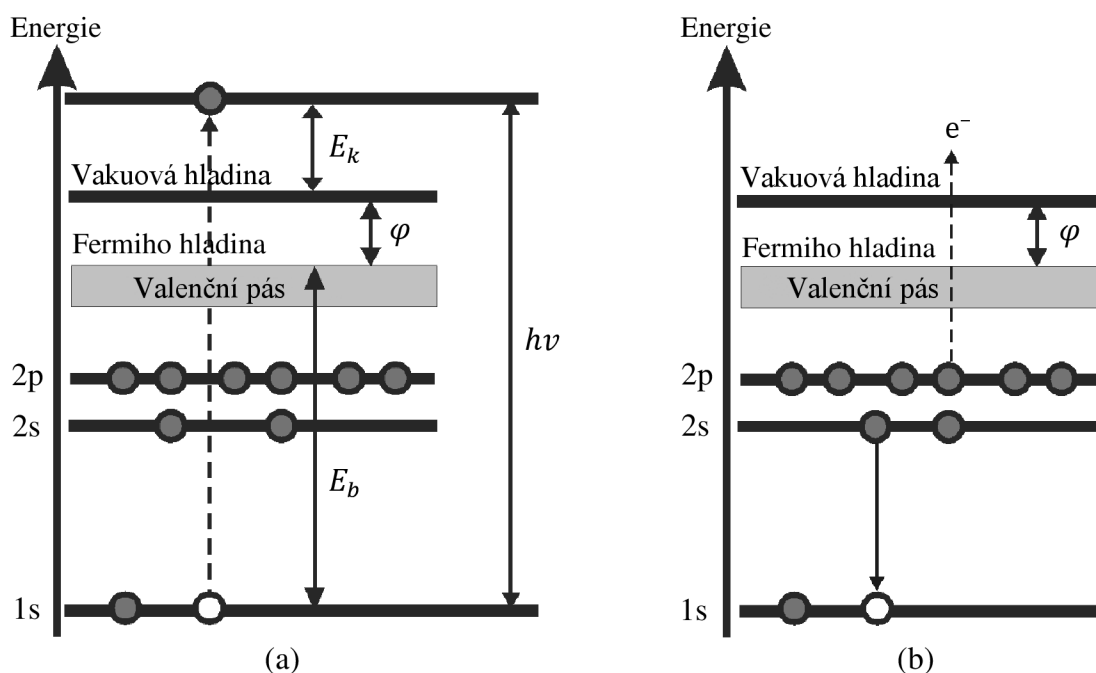 Energie
E_k
Vakuová hladina
φ
Fermiho hladina
Valenční pás
hν
2p
2s
E_b
1s
(a)
Energie
e⁻
Vakuová hladina
φ
Fermiho hladina
Valenční pás
2p
2s
1s
(b)